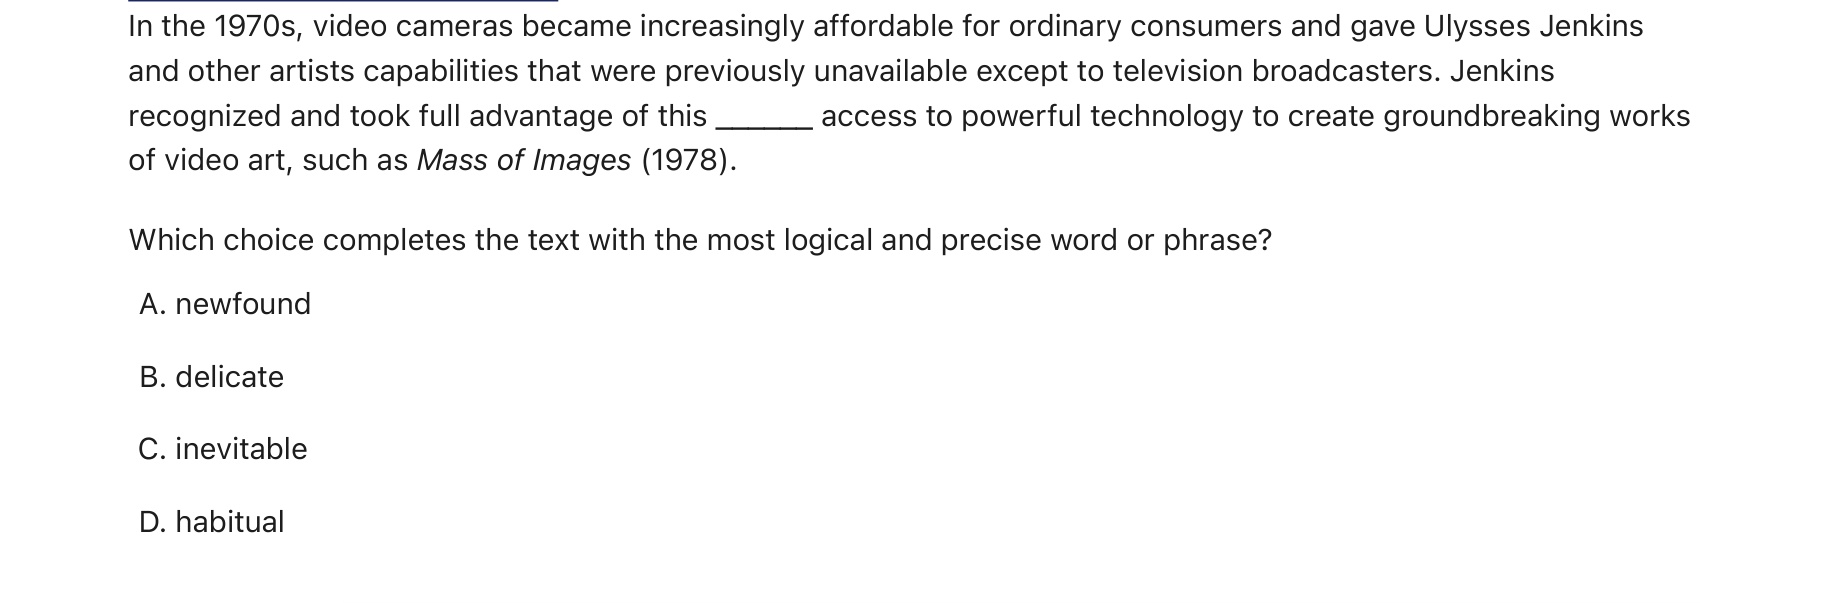 In the 1970s, video cameras became increasingly affordable for ordinary consumers and gave Ulysses Jenkins
and other artists capabilities that were previously unavailable except to television broadcasters. Jenkins
recognized and took full advantage of this ______ access to powerful technology to create groundbreaking works
of video art, such as Mass of Images (1978).
Which choice completes the text with the most logical and precise word or phrase?
A. newfound
B. delicate
C. inevitable
D. habitual